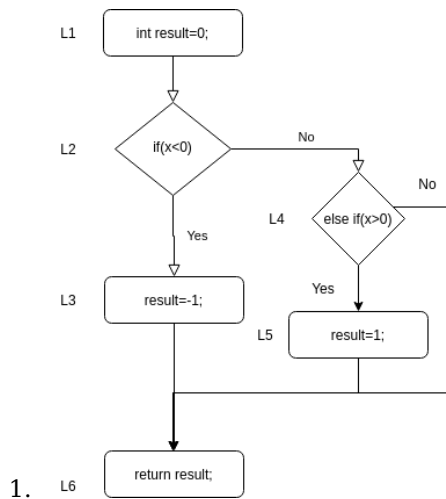 L1
int result=0;
L2
if(x<0)
No
No
L4
else if(x>0)
Yes
Yes
L3
result=-1;
L5
result=1;
1.
L6
return result;